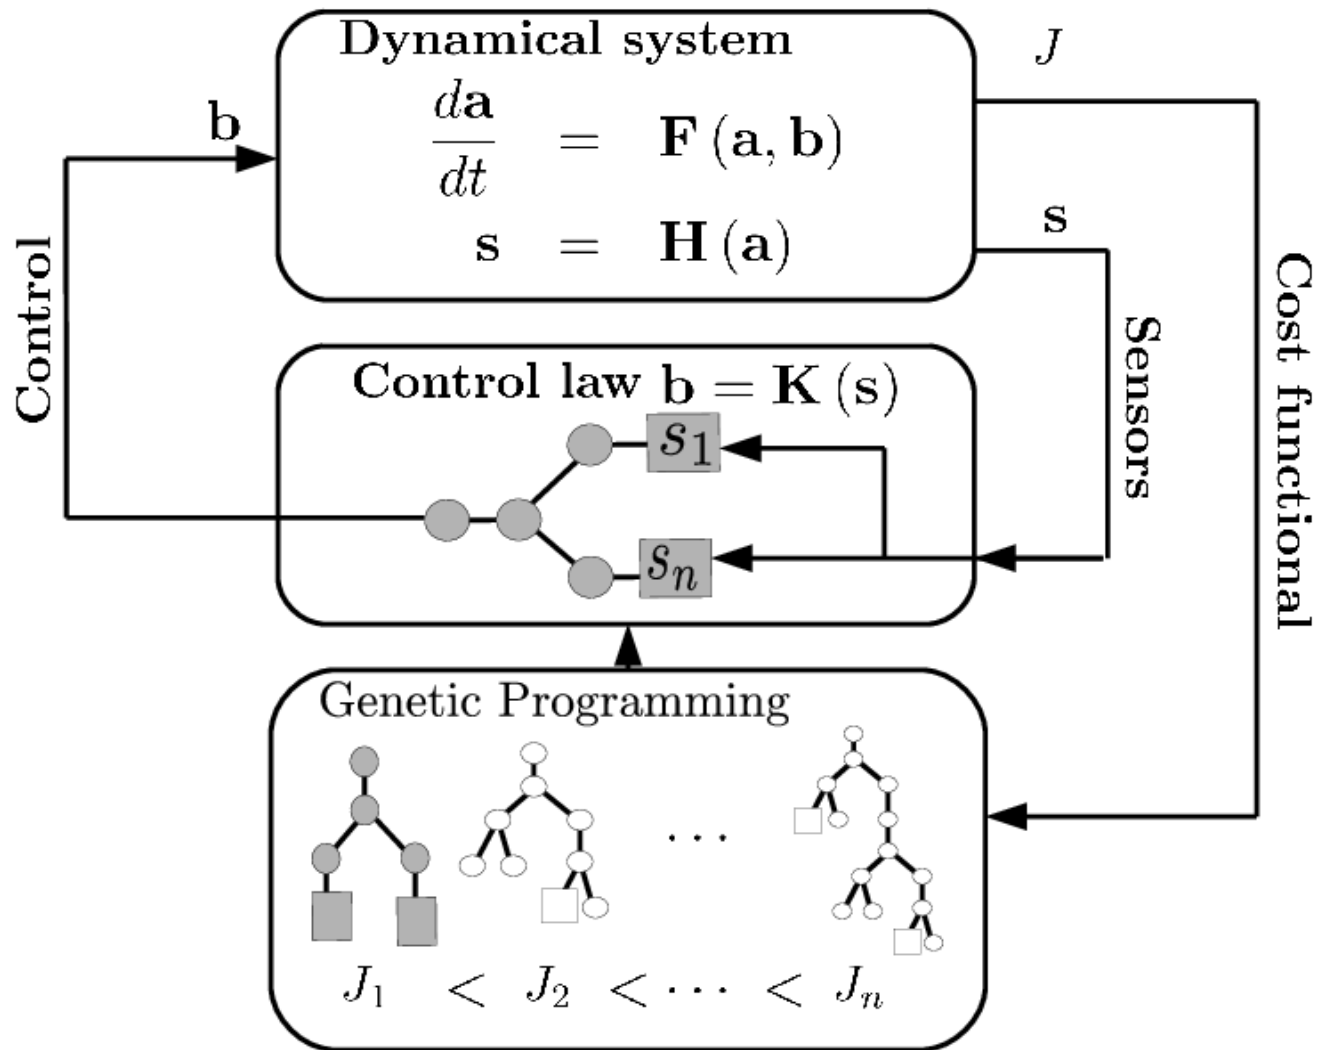 Dynamical system
J
b
da/dt = F (a, b)
s
s = H (a)
Control
Sensors
Cost functional
Control law b = K (s)
s1
sn
Genetic Programming
...
J1 < J2 < ··· < Jn